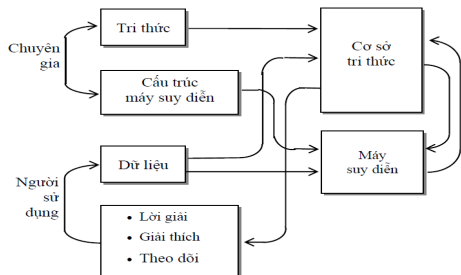 Chuyên
gia
Tri thức
Cấu trúc
máy suy diễn
Cơ sở
tri thức
Người
sử
dụng
Dữ liệu
Máy
suy diễn
• Lời giải
• Giải thích
• Theo dõi